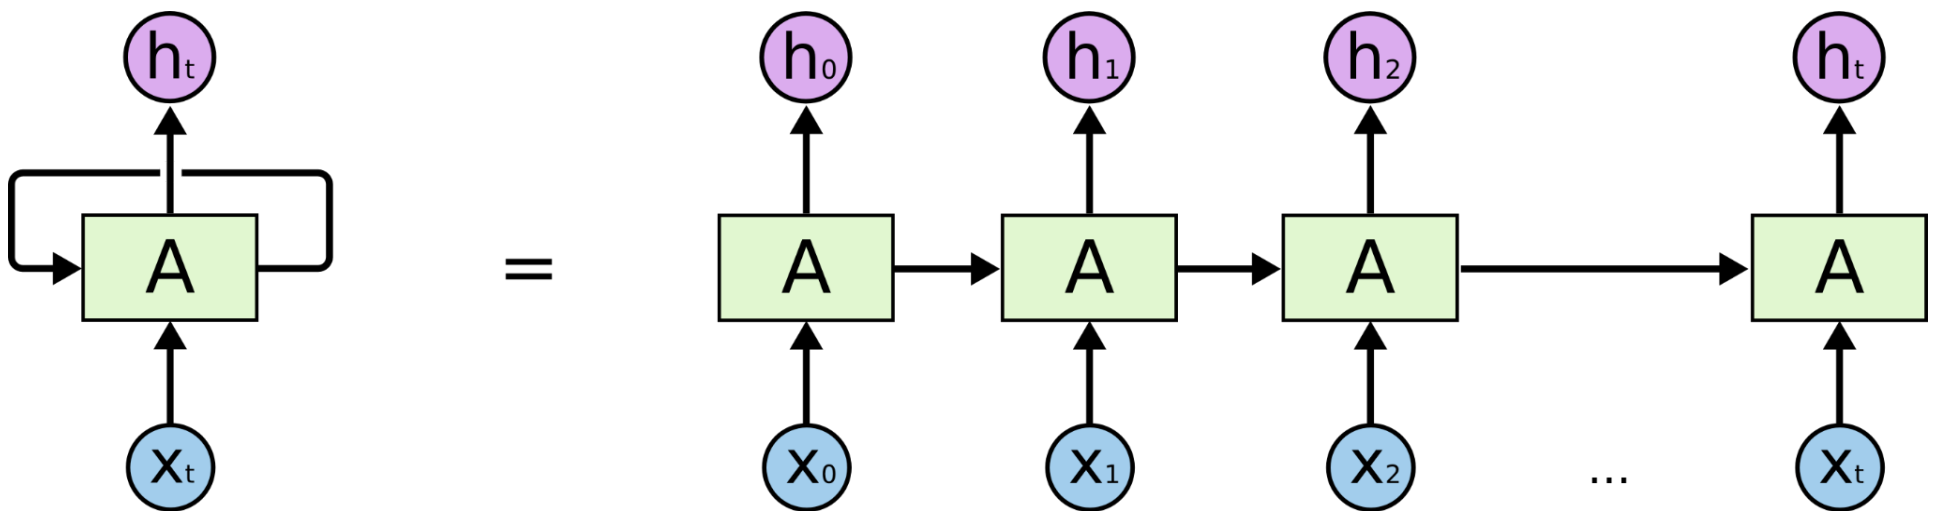 hₜ h₀ h₁ h₂ hₜ
A = A A A A
xₜ x₀ x₁ x₂ ... xₜ